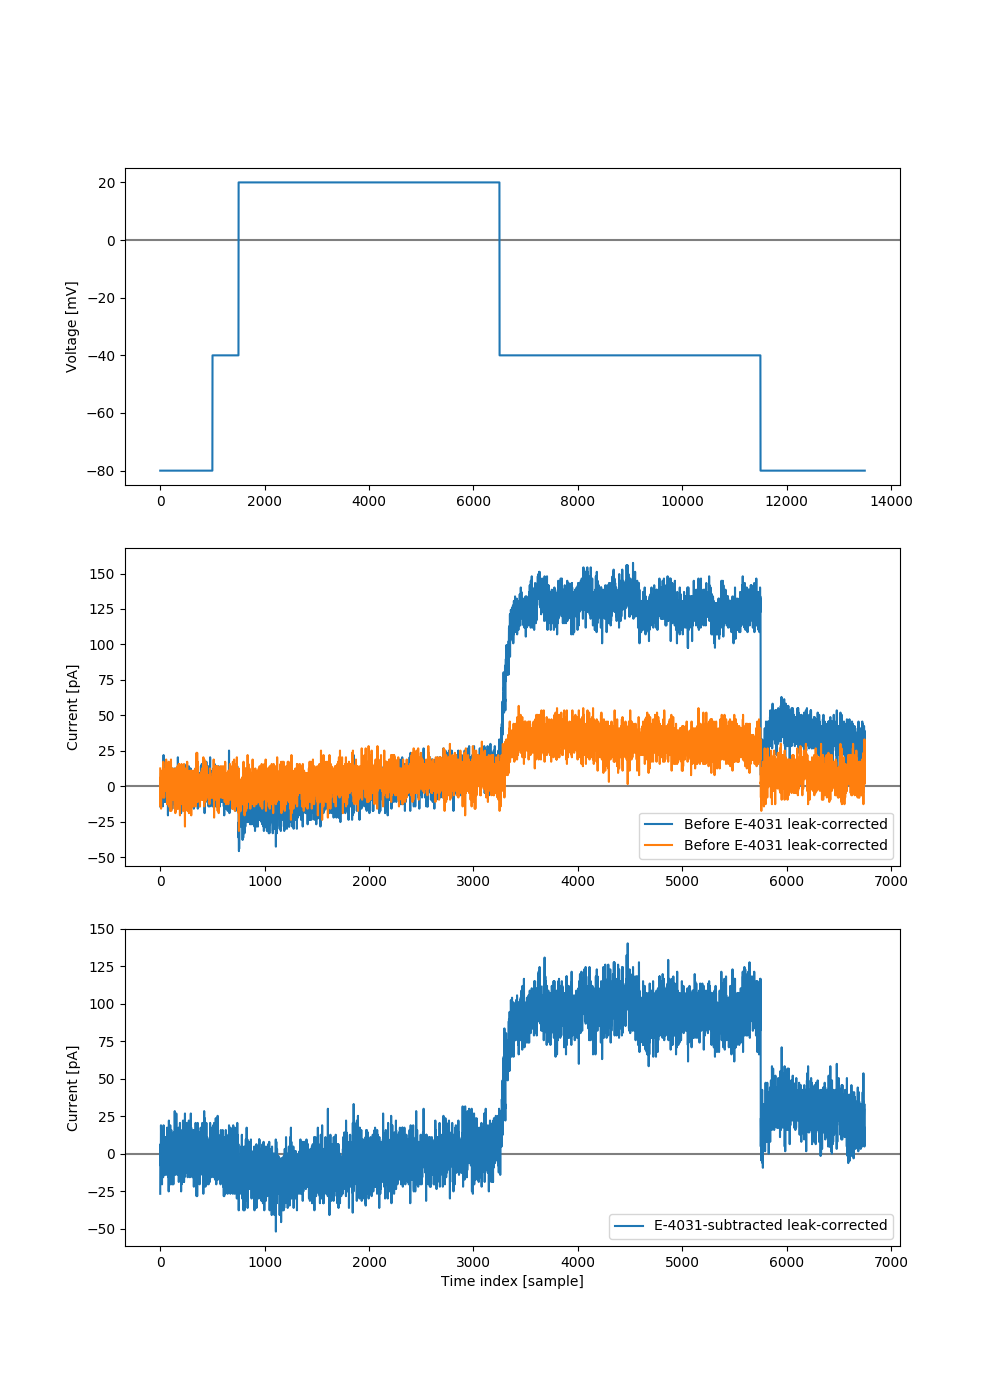 20
0
−20
−40
−60
−80
Voltage [mV]
0 2000 4000 6000 8000 10000 12000 14000
150
125
100
75
50
25
0
−25
−50
Current [pA]
Before E-4031 leak-corrected
Before E-4031 leak-corrected
0 1000 2000 3000 4000 5000 6000 7000
150
125
100
75
50
25
0
−25
−50
Current [pA]
E-4031-subtracted leak-corrected
0 1000 2000 3000 4000 5000 6000 7000
Time index [sample]